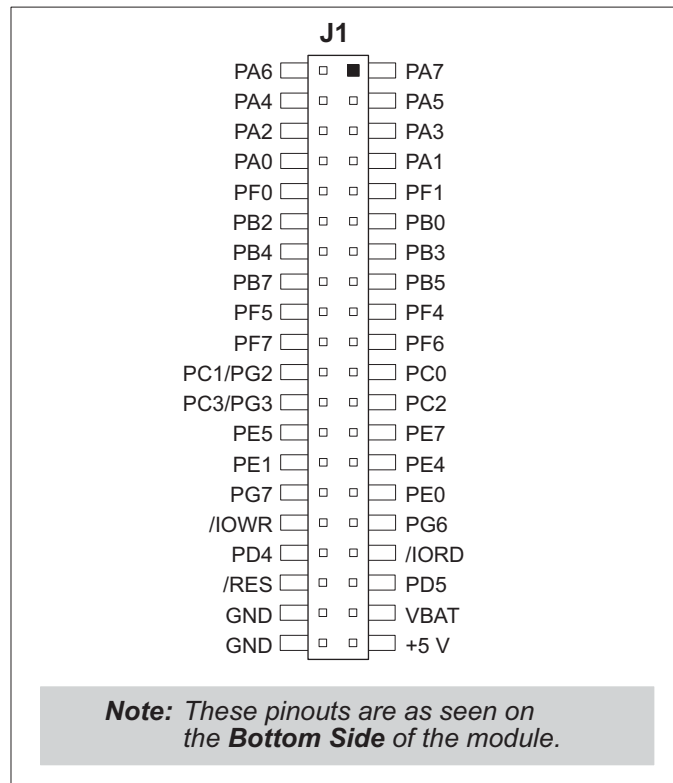 J1
PA6 PA7
PA4 PA5
PA2 PA3
PA0 PA1
PF0 PF1
PB2 PB0
PB4 PB3
PB7 PB5
PF5 PF4
PF7 PF6
PC1/PG2 PC0
PC3/PG3 PC2
PE5 PE7
PE1 PE4
PG7 PE0
/IOWR PG6
PD4 /IORD
/RES PD5
GND VBAT
GND +5 V
Note: These pinouts are as seen on
the Bottom Side of the module.